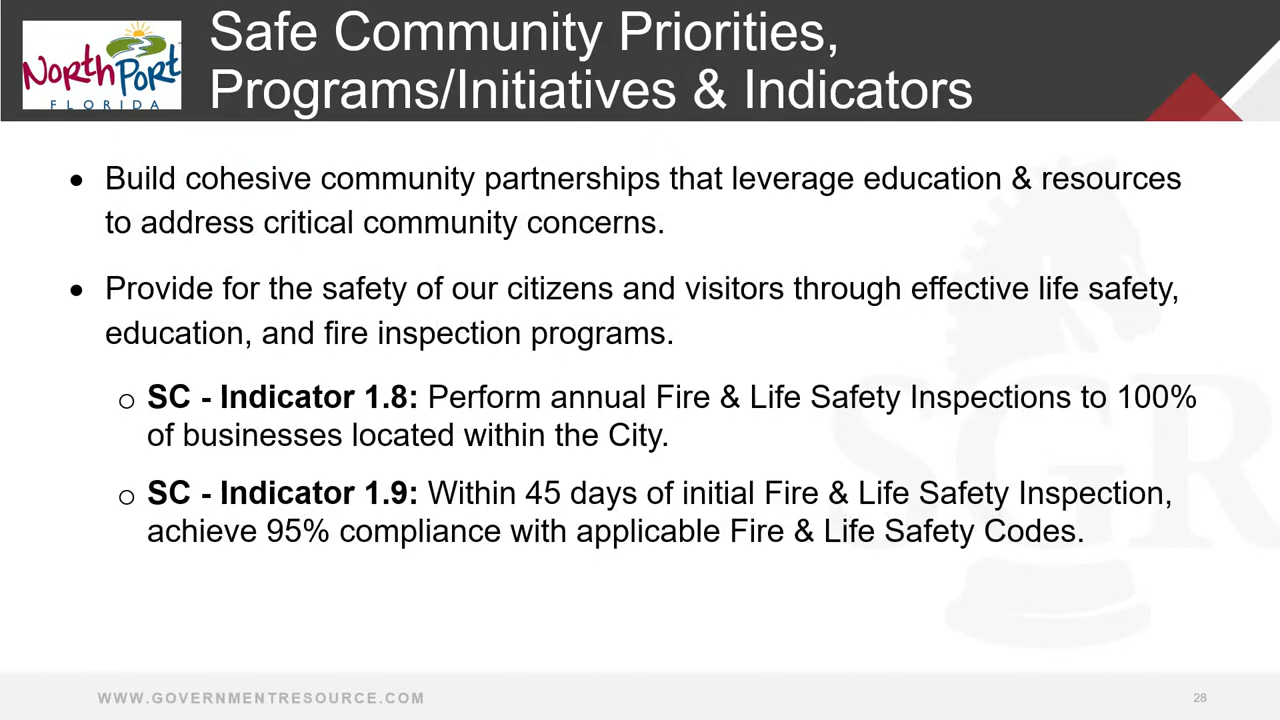 Safe Community Priorities,
Programs/Initiatives & Indicators
North Port
FLORIDA
• Build cohesive community partnerships that leverage education & resources
to address critical community concerns.
• Provide for the safety of our citizens and visitors through effective life safety,
education, and fire inspection programs.
o SC - Indicator 1.8: Perform annual Fire & Life Safety Inspections to 100%
of businesses located within the City.
o SC - Indicator 1.9: Within 45 days of initial Fire & Life Safety Inspection,
achieve 95% compliance with applicable Fire & Life Safety Codes.
SGR
WWW.GOVERNMENTRESOURCE.COM
28